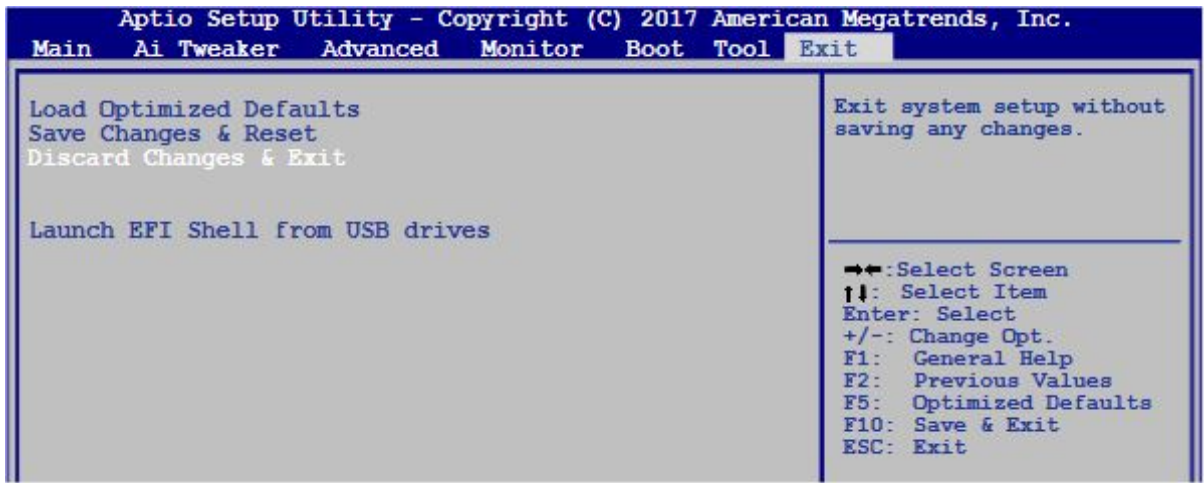 Aptio Setup Utility - Copyright (C) 2017 American Megatrends, Inc.
Main Ai Tweaker Advanced Monitor Boot Tool Exit
Load Optimized Defaults
Save Changes & Reset
Discard Changes & Exit
Launch EFI Shell from USB drives
Exit system setup without
saving any changes.
→←:Select Screen
↑↓: Select Item
Enter: Select
+/-: Change Opt.
F1: General Help
F2: Previous Values
F5: Optimized Defaults
F10: Save & Exit
ESC: Exit